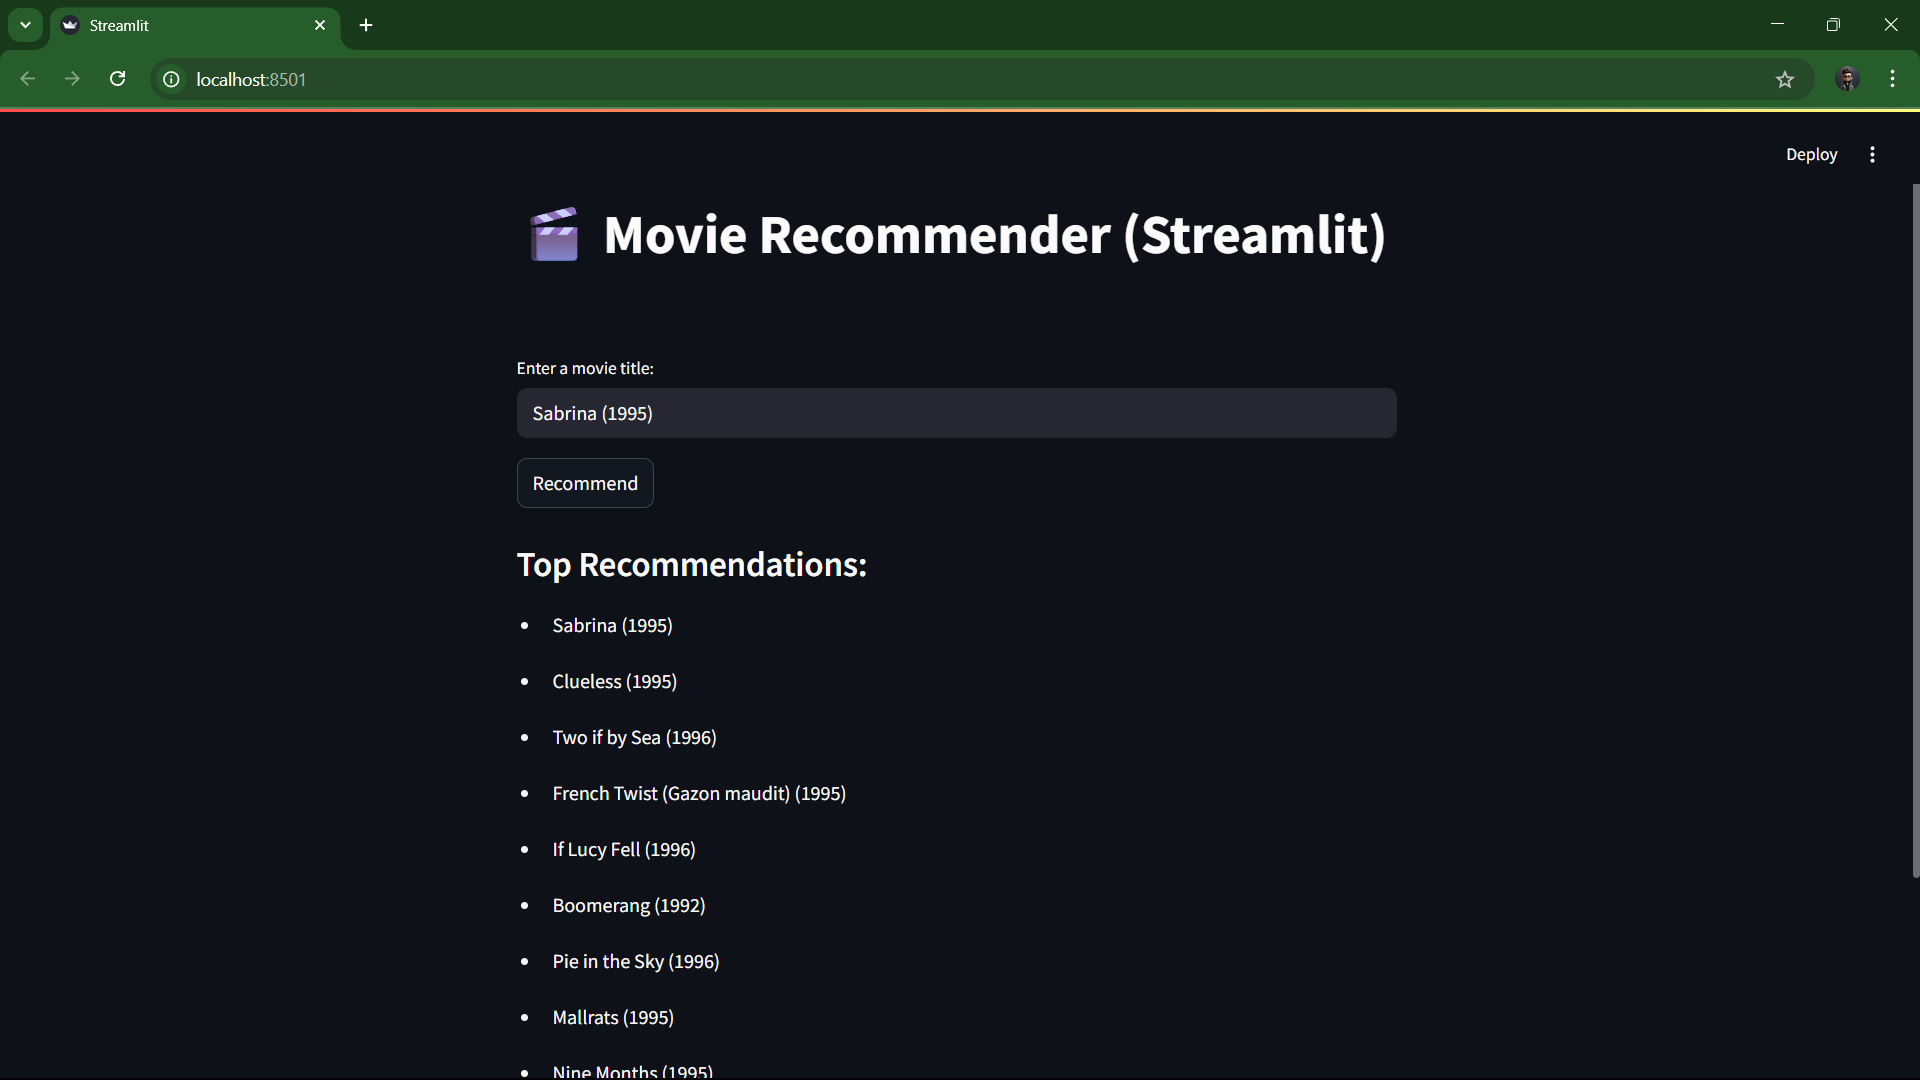 Streamlit
localhost:8501
Deploy
Movie Recommender (Streamlit)
Enter a movie title:
Sabrina (1995)
Recommend
Top Recommendations:
Sabrina (1995)
Clueless (1995)
Two if by Sea (1996)
French Twist (Gazon maudit) (1995)
If Lucy Fell (1996)
Boomerang (1992)
Pie in the Sky (1996)
Mallrats (1995)
Nine Months (1995)